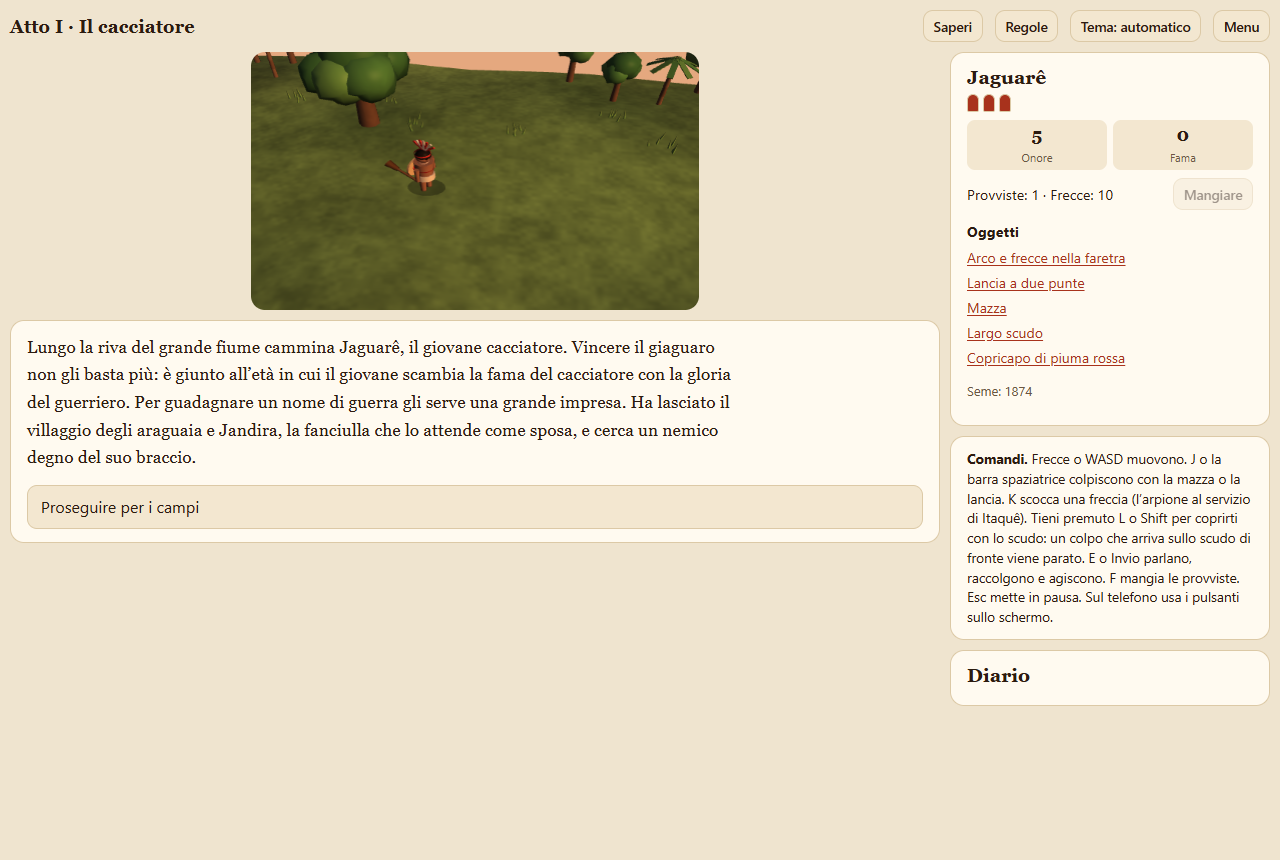 Atto I · Il cacciatore
Saperi
Regole
Tema: automatico
Menu
Lungo la riva del grande fiume cammina Jaguarê, il giovane cacciatore. Vincere il giaguaro
non gli basta più: è giunto all’età in cui il giovane scambia la fama del cacciatore con la gloria
del guerriero. Per guadagnare un nome di guerra gli serve una grande impresa. Ha lasciato il
villaggio degli araguaia e Jandira, la fanciulla che lo attende come sposa, e cerca un nemico
degno del suo braccio.
Proseguire per i campi
Jaguarê
5
Onore
0
Fama
Provviste: 1 · Frecce: 10
Mangiare
Oggetti
Arco e frecce nella faretra
Lancia a due punte
Mazza
Largo scudo
Copricapo di piuma rossa
Seme: 1874
Comandi. Frecce o WASD muovono. J o la
barra spaziatrice colpiscono con la mazza o la
lancia. K scocca una freccia (l’arpione al servizio
di Itaquê). Tieni premuto L o Shift per coprirti
con lo scudo: un colpo che arriva sullo scudo di
fronte viene parato. E o Invio parlano,
raccolgono e agiscono. F mangia le provviste.
Esc mette in pausa. Sul telefono usa i pulsanti
sullo schermo.
Diario